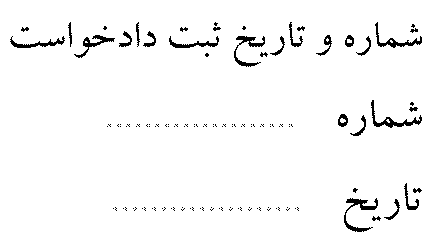 شماره و تاریخ ثبت دادخواست
شماره ...................
تاریخ ...................